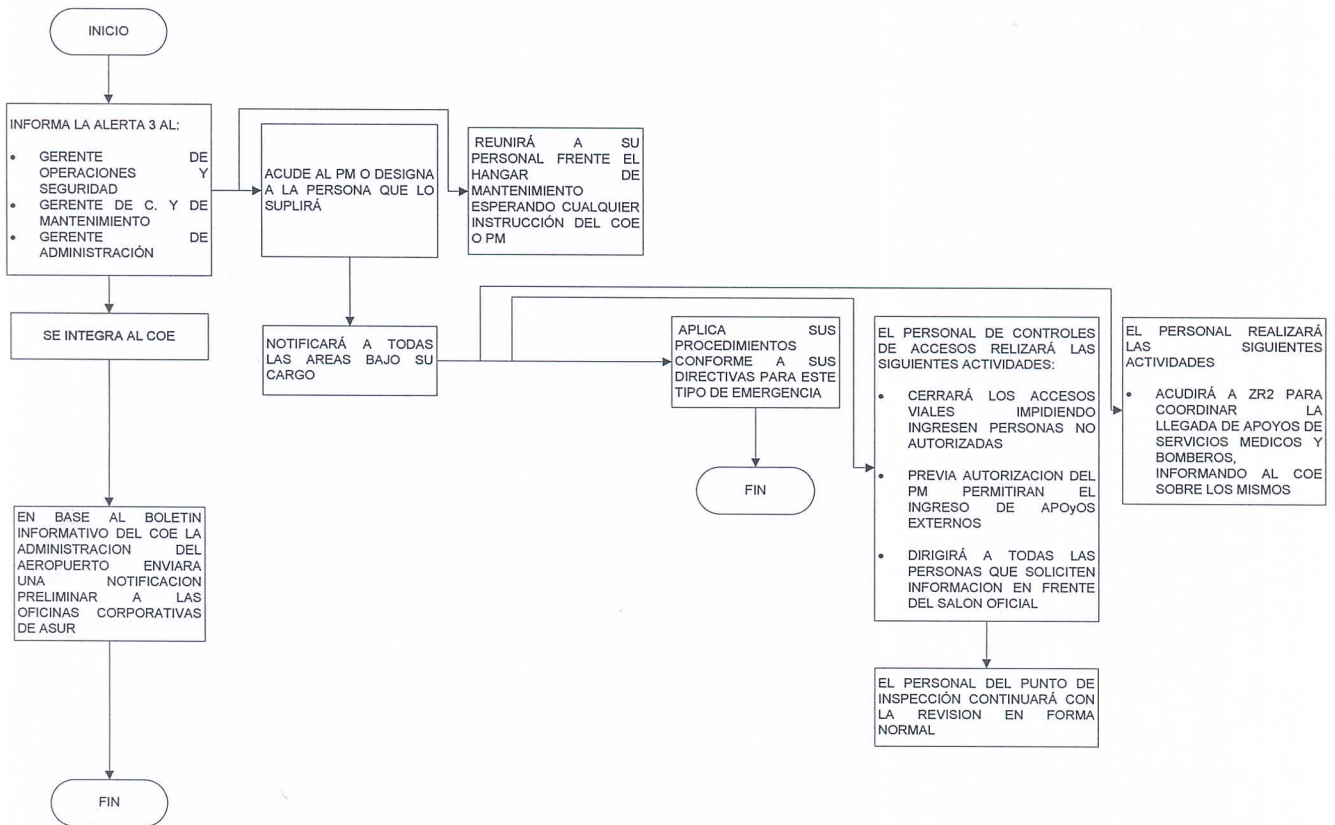 INICIO
INFORMA LA ALERTA 3 AL:
• GERENTE DE
OPERACIONES Y
SEGURIDAD
• GERENTE DE C. Y DE
MANTENIMIENTO
• GERENTE DE
ADMINISTRACIÓN
ACUDE AL PM O DESIGNA
A LA PERSONA QUE LO
SUPLIRÁ
REUNIRÁ A SU
PERSONAL FRENTE EL
HANGAR DE
MANTENIMIENTO
ESPERANDO CUALQUIER
INSTRUCCIÓN DEL COE
O PM
SE INTEGRA AL COE
NOTIFICARÁ A TODAS
LAS AREAS BAJO SU
CARGO
APLICA SUS
PROCEDIMIENTOS
CONFORME A SUS
DIRECTIVAS PARA ESTE
TIPO DE EMERGENCIA
FIN
EL PERSONAL DE CONTROLES
DE ACCESOS RELIZARÁ LAS
SIGUIENTES ACTIVIDADES:
• CERRARÁ LOS ACCESOS
VIALES IMPIDIENDO
INGRESEN PERSONAS NO
AUTORIZADAS
• PREVIA AUTORIZACION DEL
PM PERMITIRAN EL
INGRESO DE APOyOS
EXTERNOS
• DIRIGIRÁ A TODAS LAS
PERSONAS QUE SOLICITEN
INFORMACION EN FRENTE
DEL SALON OFICIAL
EL PERSONAL REALIZARÁ
LAS SIGUIENTES
ACTIVIDADES
• ACUDIRÁ A ZR2 PARA
COORDINAR LA
LLEGADA DE APOYOS DE
SERVICIOS MEDICOS Y
BOMBEROS,
INFORMANDO AL COE
SOBRE LOS MISMOS
EN BASE AL BOLETIN
INFORMATIVO DEL COE LA
ADMINISTRACION DEL
AEROPUERTO ENVIARA
UNA NOTIFICACION
PRELIMINAR A LAS
OFICINAS CORPORATIVAS
DE ASUR
EL PERSONAL DEL PUNTO DE
INSPECCIÓN CONTINUARÁ CON
LA REVISION EN FORMA
NORMAL
FIN